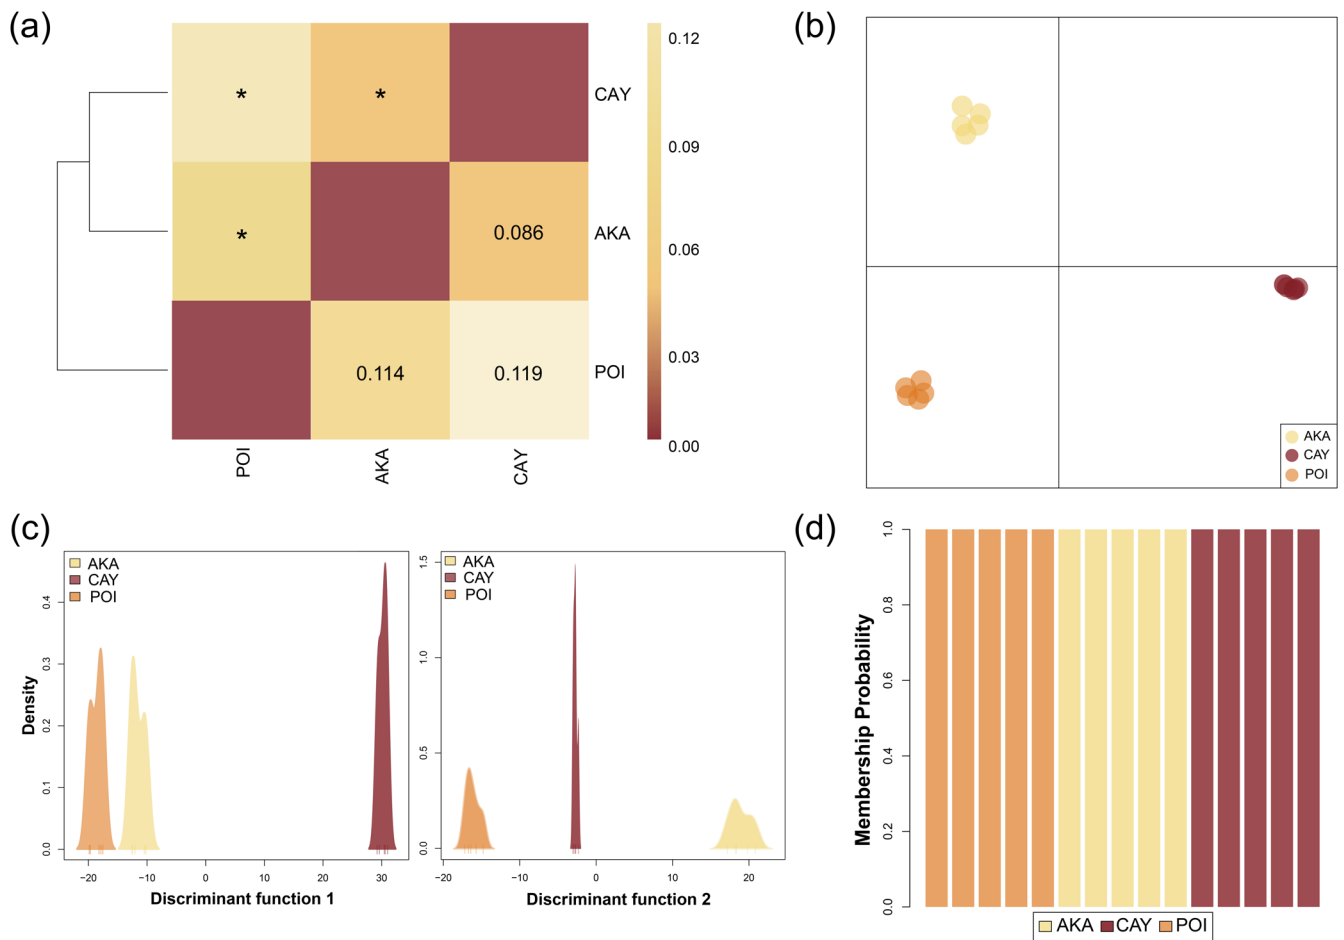 (a)
* * CAY
* 0.086 AKA
0.114 0.119 POI
POI AKA CAY
0.12
0.09
0.06
0.03
0.00
(b)
AKA
CAY
POI
(c)
AKA
CAY
POI
Density
0.0 0.1 0.2 0.3 0.4
−20 −10 0 10 20 30
Discriminant function 1
AKA
CAY
POI
0.0 0.5 1.0 1.5
−20 −10 0 10 20
Discriminant function 2
(d)
Membership Probability
0.0 0.2 0.4 0.6 0.8 1.0
AKA CAY POI